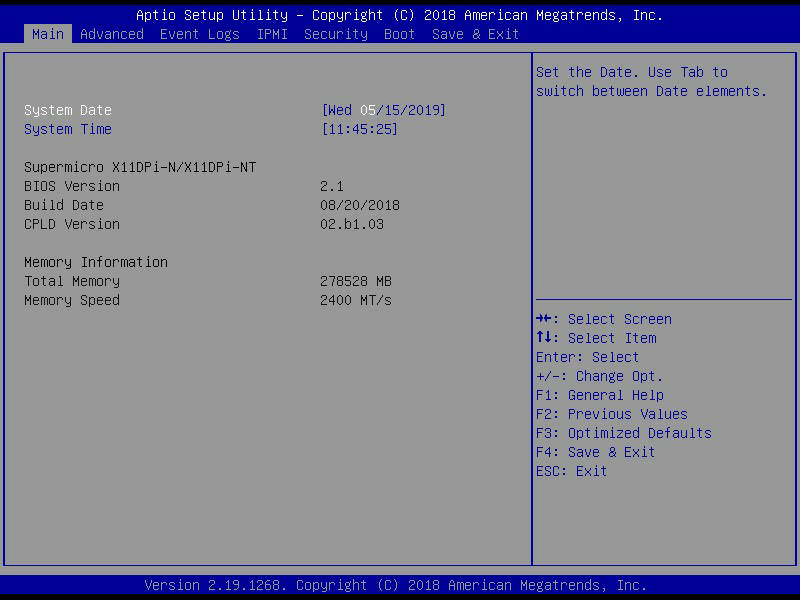 Aptio Setup Utility – Copyright (C) 2018 American Megatrends, Inc.
Main Advanced Event Logs IPMI Security Boot Save & Exit
System Date [Wed 05/15/2019]
System Time [11:45:25]
Supermicro X11DPi-N/X11DPi-NT
BIOS Version 2.1
Build Date 08/20/2018
CPLD Version 02.b1.03
Memory Information
Total Memory 278528 MB
Memory Speed 2400 MT/s
Set the Date. Use Tab to
switch between Date elements.
→←: Select Screen
↑↓: Select Item
Enter: Select
+/-: Change Opt.
F1: General Help
F2: Previous Values
F3: Optimized Defaults
F4: Save & Exit
ESC: Exit
Version 2.19.1268. Copyright (C) 2018 American Megatrends, Inc.